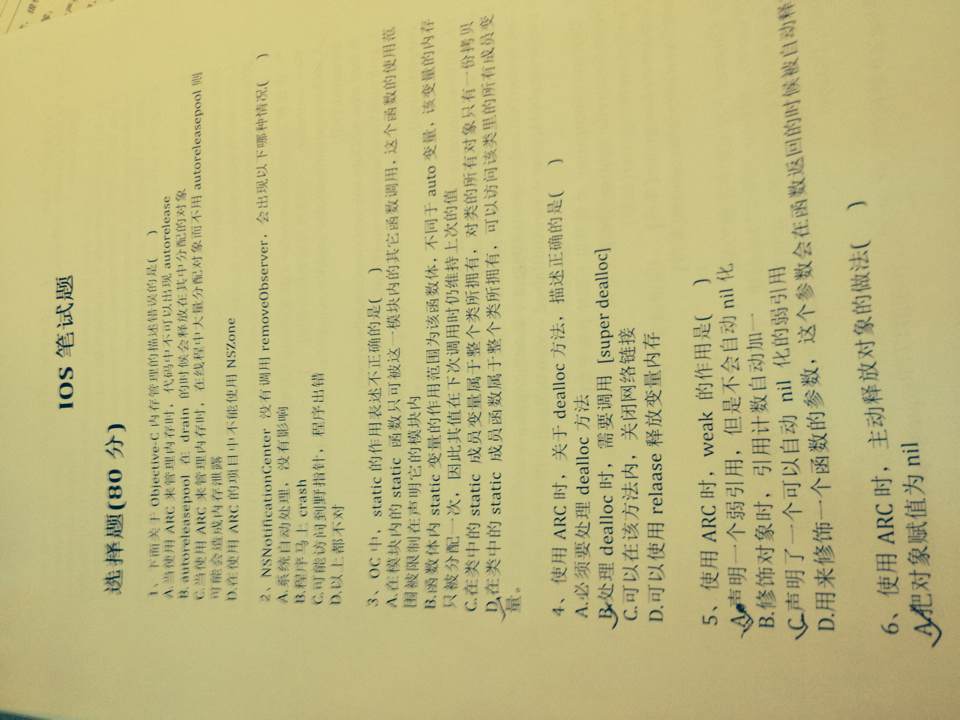 IOS 笔试题
选择题(80 分)
1、下面关于 Objective-C 内存管理的描述错误的是( )
A.当使用 ARC 来管理内存时，代码中不可以出现 autorelease
B. autoreleasepool 在 drain 的时候会释放在其中分配的对象
C.当使用 ARC 来管理内存时，在线程中大量分配对象而不用 autoreleasepool 则
可能会造成内存泄露
D.在使用 ARC 的项目中不能使用 NSZone
2、NSNotificationCenter 没有调用 removeObserver，会出现以下哪种情况( )
A.系统自动处理，没有影响
B.程序马上 crash
C.可能访问到野指针，程序出错
D.以上都不对
3、OC 中，static 的作用表述不正确的是( )
A.在模块内的 static 函数只可被这一模块内的其它函数调用，这个函数的使用范
围被限制在声明它的模块内
B.函数体内 static 变量的作用范围为该函数体，不同于 auto 变量，该变量的内存
只被分配一次，因此其值在下次调用时仍维持上次的值
C.在类中的 static 成员变量属于整个类所拥有，对类的所有对象只有一份拷贝
D.在类中的 static 成员函数属于整个类所拥有，可以访问该类里的所有成员变
量。
4、使用 ARC 时，关于 dealloc 方法，描述正确的是( )
A.必须要处理 dealloc 方法
B.处理 dealloc 时，需要调用 [super dealloc]
C.可以在该方法内，关闭网络链接
D.可以使用 relaase 释放变量内存
5、使用 ARC 时，weak 的作用是( )
A.声明一个弱引用，但是不会自动 nil 化
B.修饰对象时，引用计数自动加一
C.声明了一个可以自动 nil 化的弱引用
D.用来修饰一个函数的参数，这个参数会在函数返回的时候被自动释
6、使用 ARC 时，主动释放对象的做法( )
A.把对象赋值为 nil